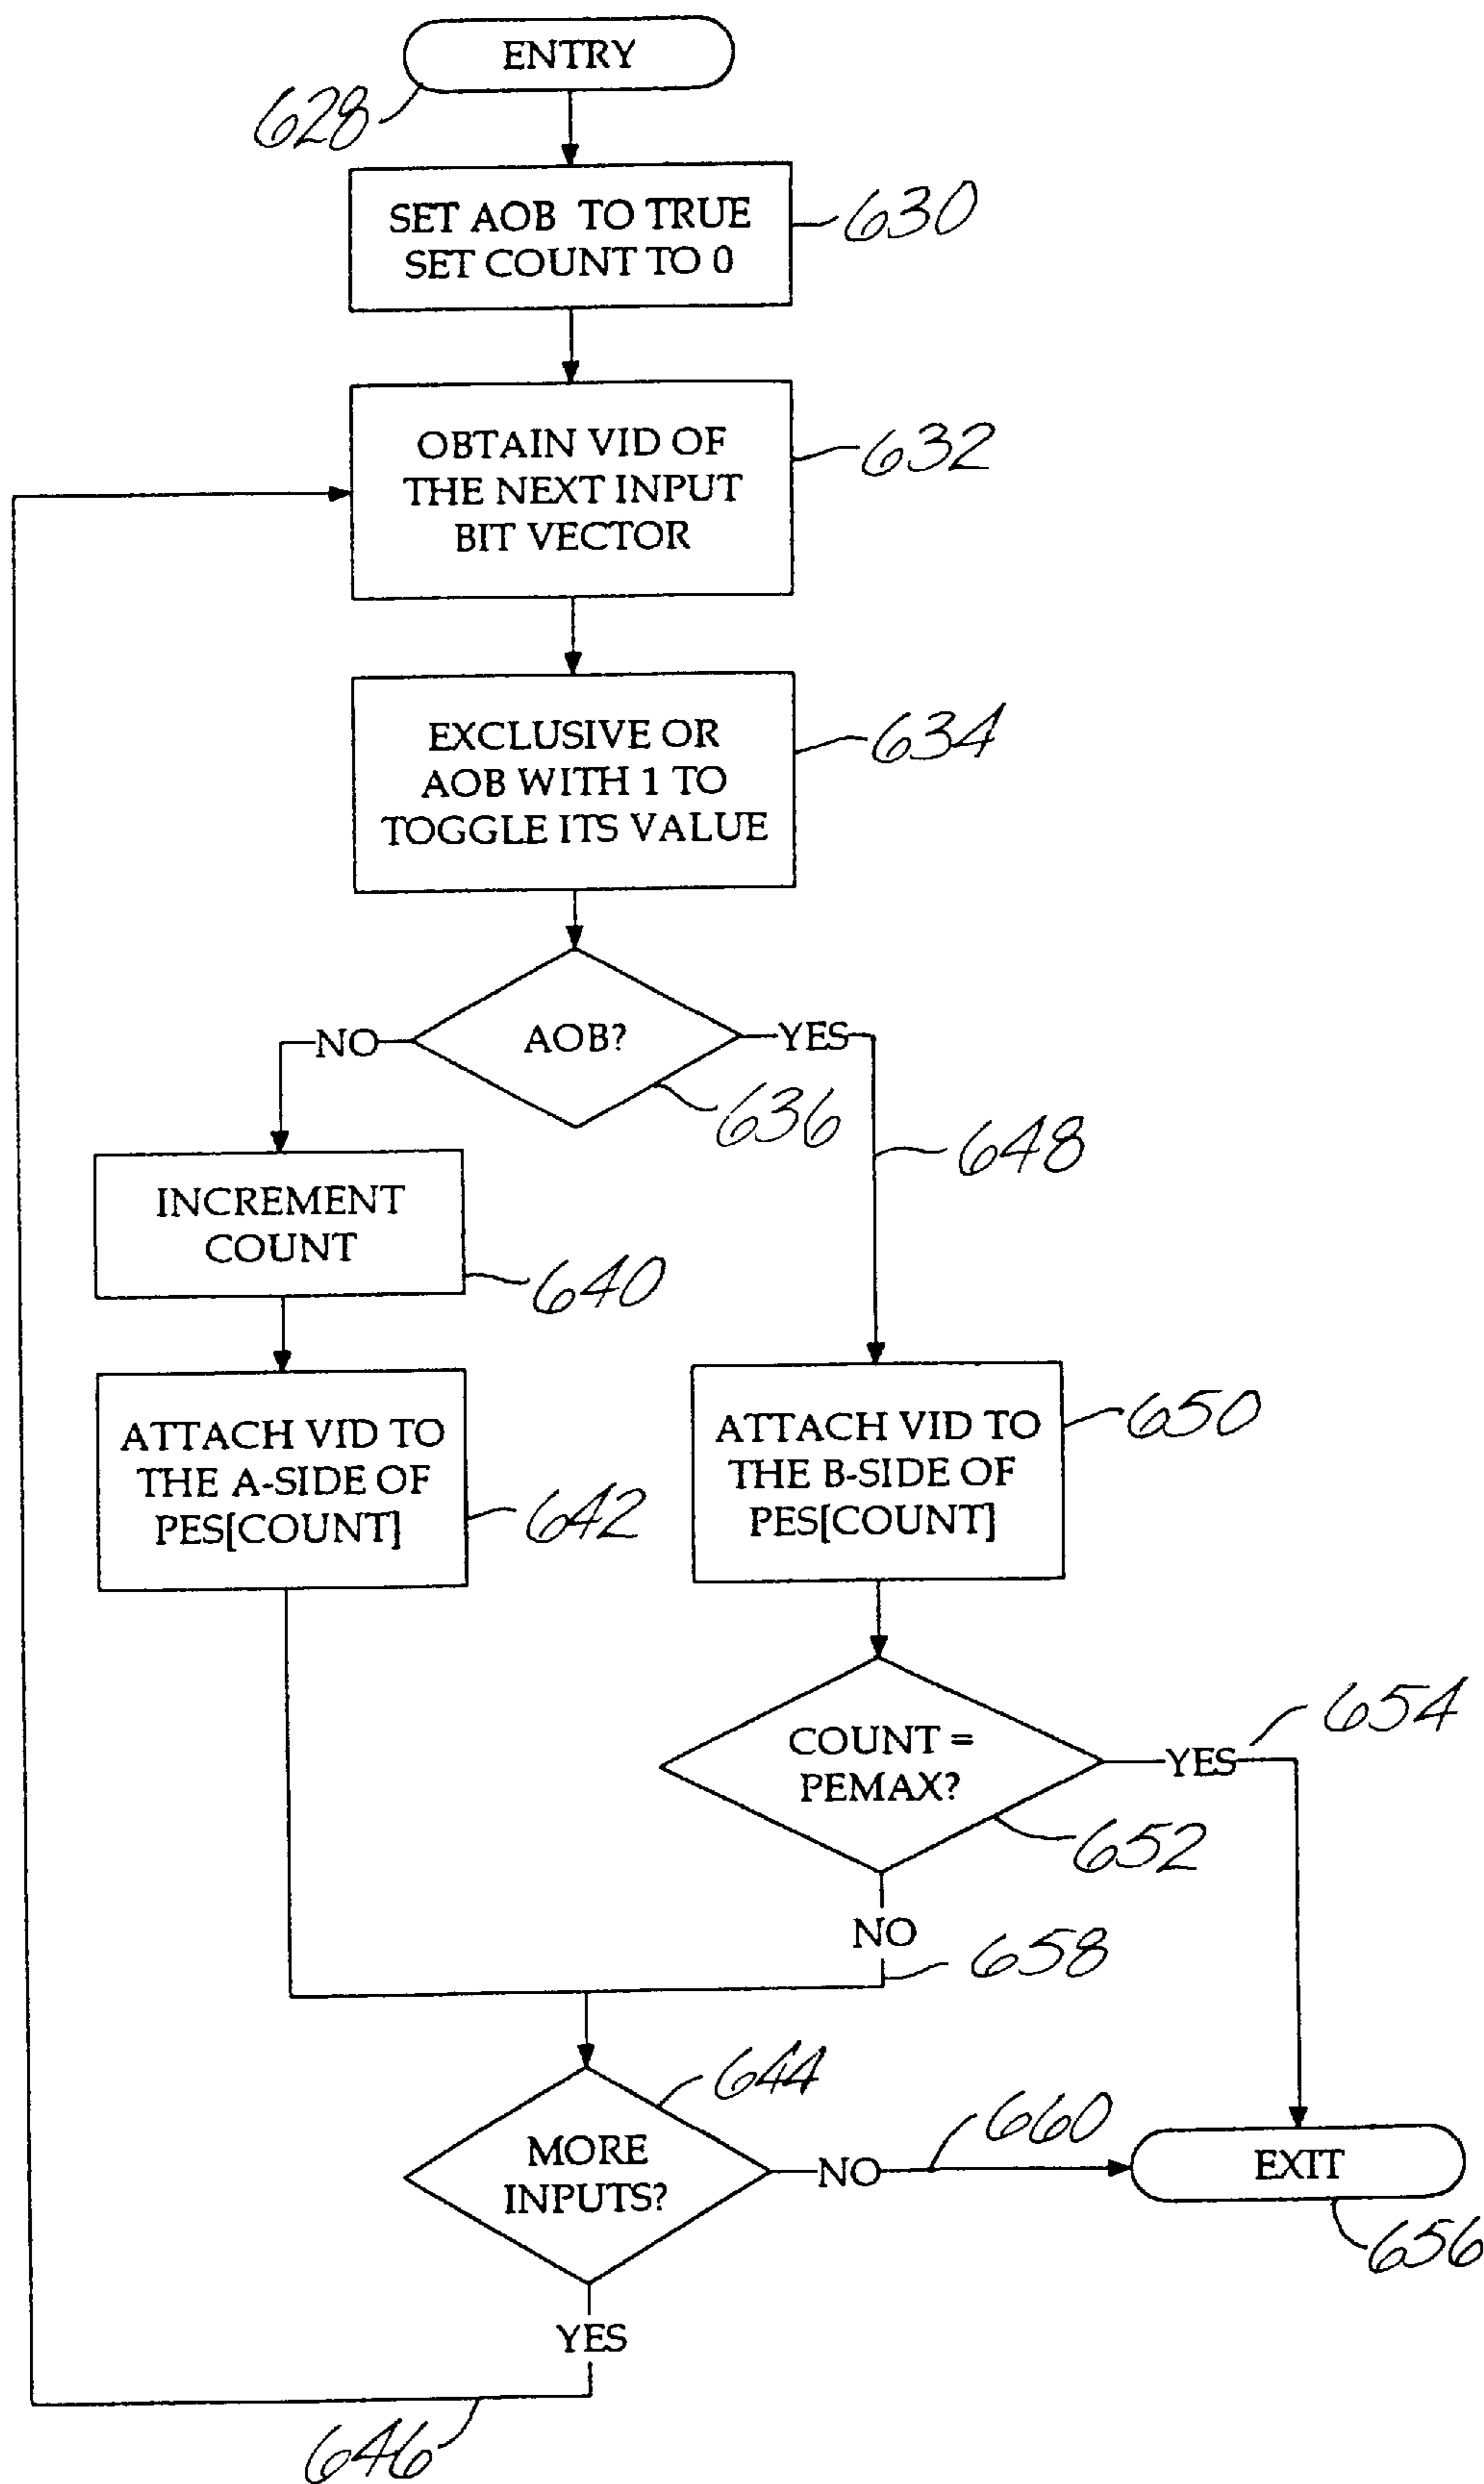 ENTRY
628
SET AOB TO TRUE
SET COUNT TO 0
630
OBTAIN VID OF
THE NEXT INPUT
BIT VECTOR
632
EXCLUSIVE OR
AOB WITH 1 TO
TOGGLE ITS VALUE
634
NO
AOB?
YES
636
648
INCREMENT
COUNT
640
ATTACH VID TO
THE A-SIDE OF
PES[COUNT]
642
ATTACH VID TO
THE B-SIDE OF
PES[COUNT]
650
COUNT =
PEMAX?
YES
654
652
NO
658
644
MORE
INPUTS?
NO
660
EXIT
656
YES
646